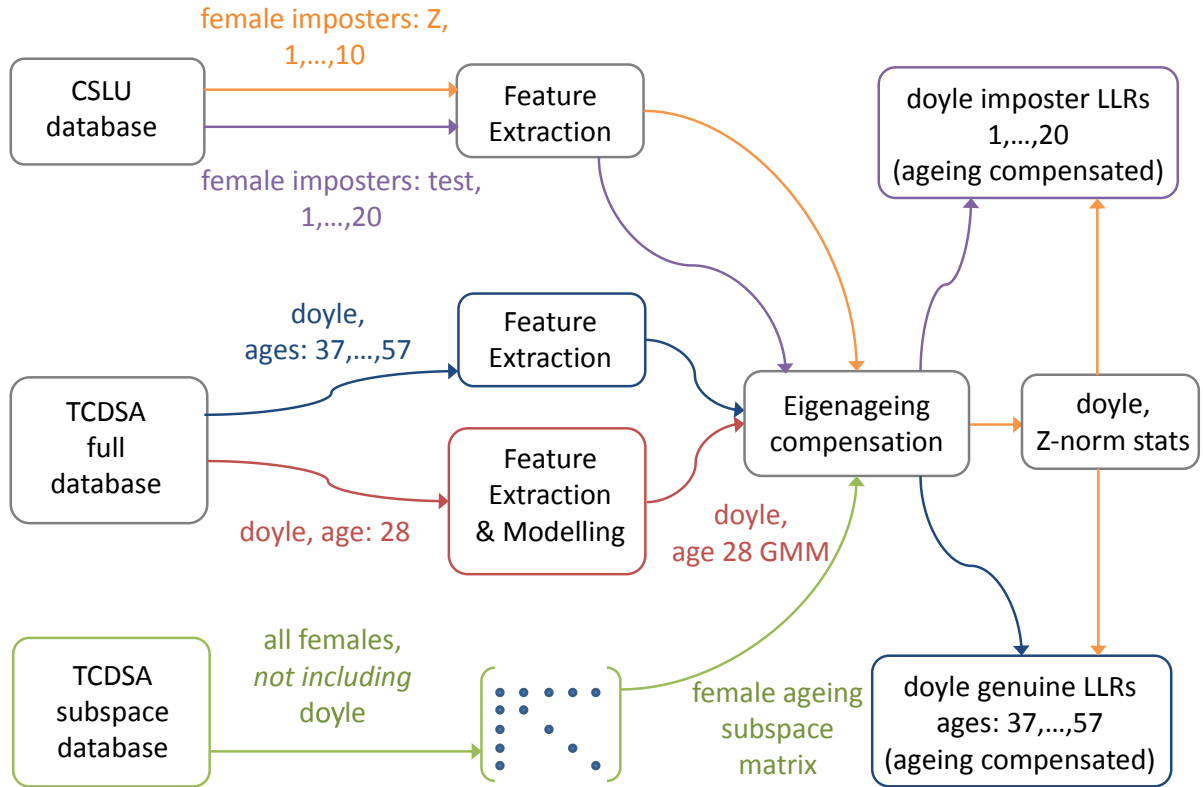 female imposters: Z,
1,...,10
CSLU
database
Feature
Extraction
doyle imposter LLRs
1,...,20
(ageing compensated)
female imposters: test,
1,...,20
doyle,
ages: 37,...,57
Feature
Extraction
TCDSA
full
database
Eigenageing
compensation
doyle,
Z-norm stats
doyle, age: 28
Feature
Extraction
& Modelling
doyle,
age 28 GMM
all females,
not including
doyle
TCDSA
subspace
database
female ageing
subspace
matrix
doyle genuine LLRs
ages: 37,...,57
(ageing compensated)